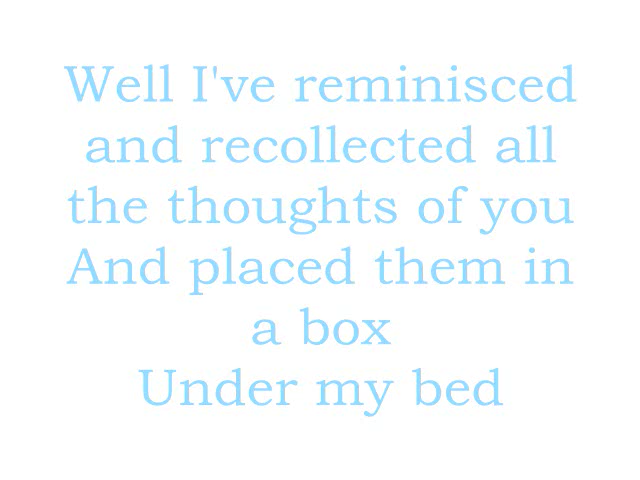 Well I've reminisced
and recollected all
the thoughts of you
And placed them in
a box
Under my bed